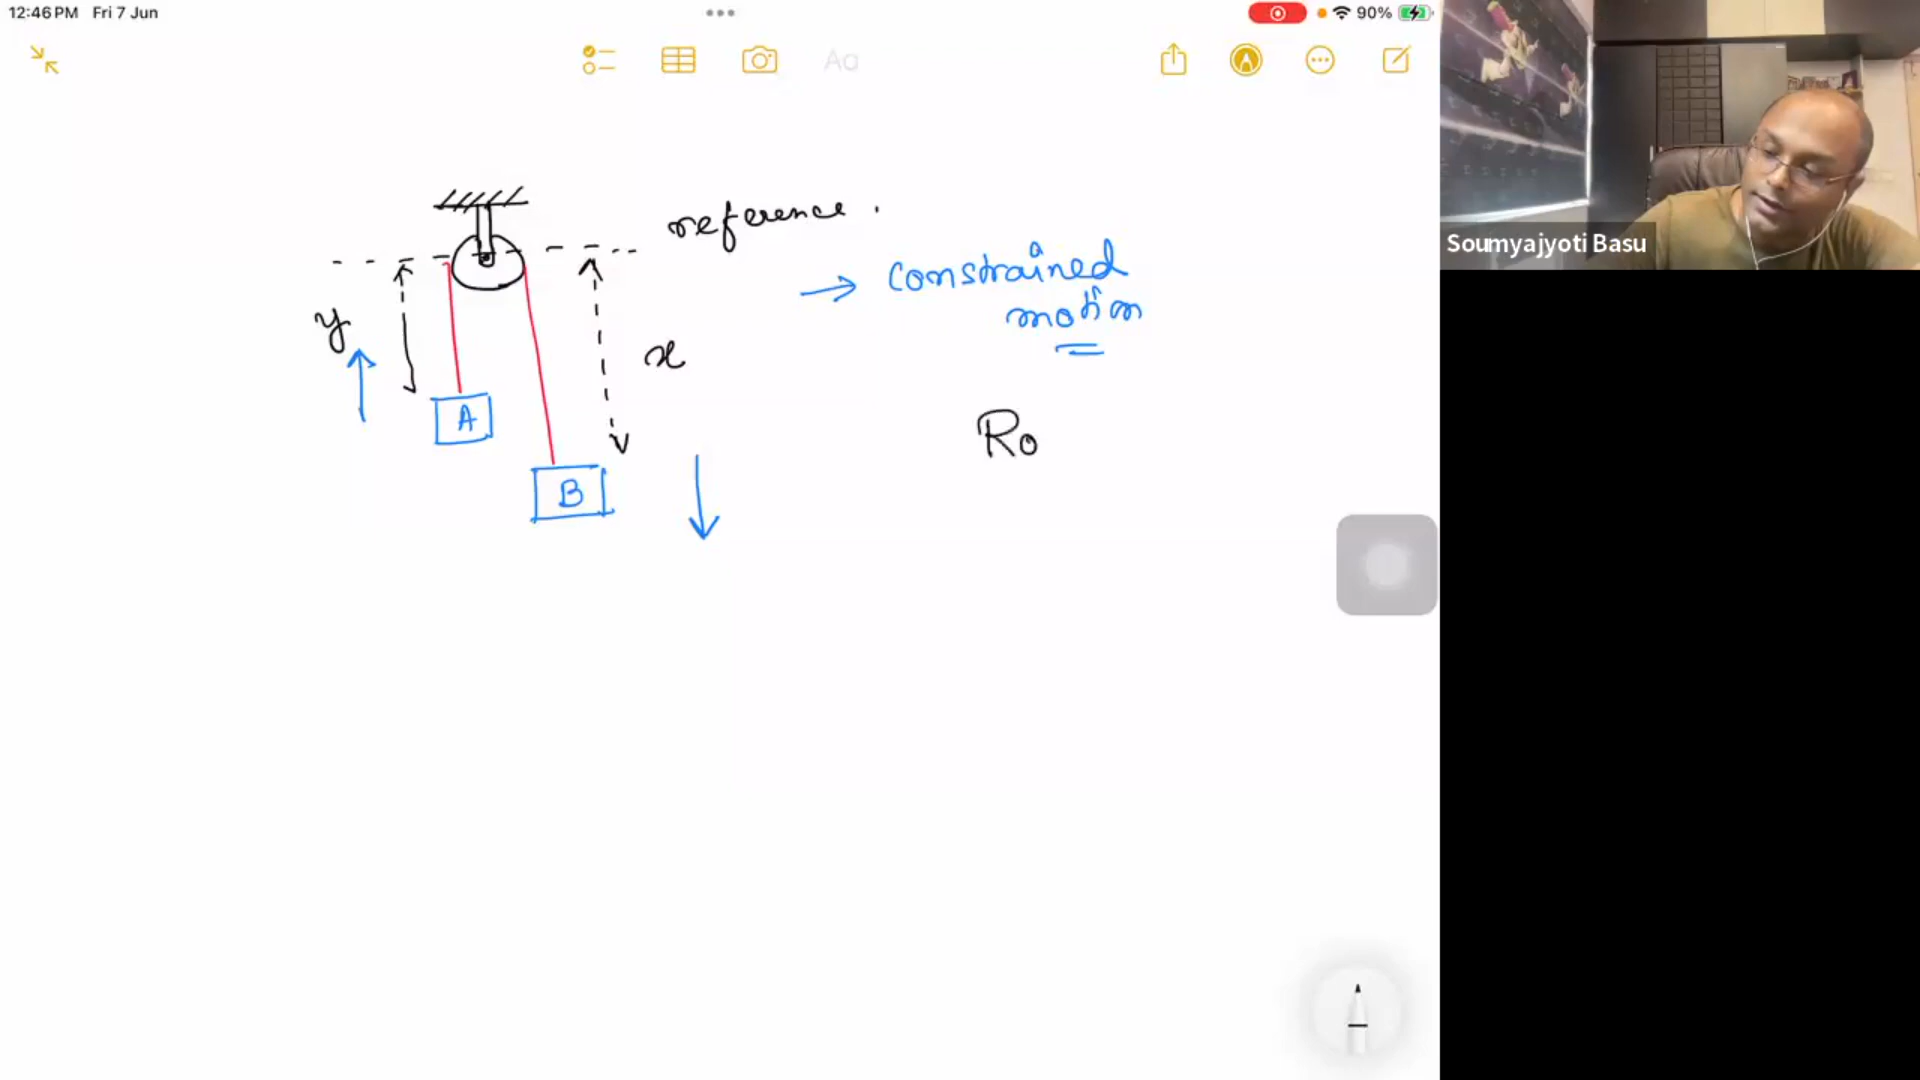 12:46 PM Fri 7 Jun
90%
Aa
Soumyajyoti Basu
reference.
→ constrained
motion
y
x
A
Ro
B